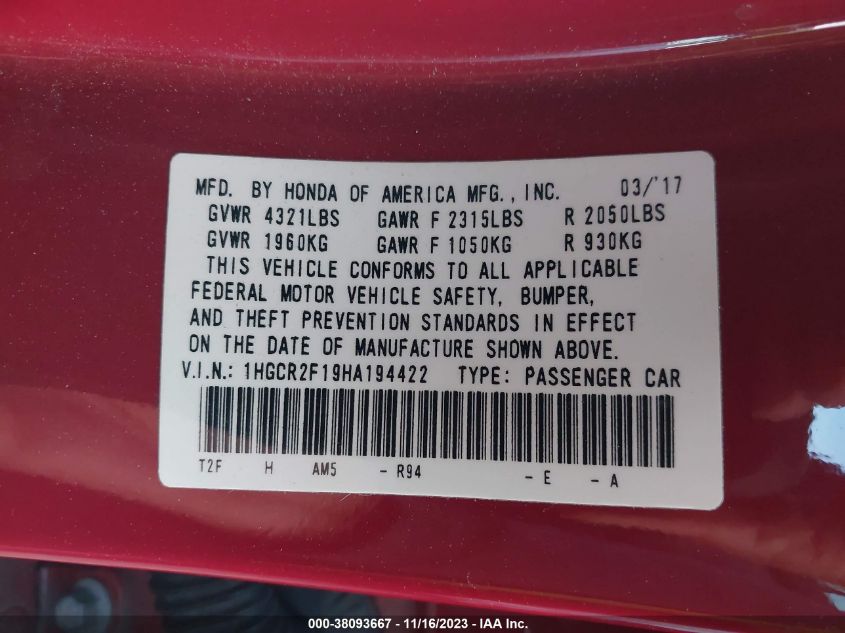 MFD. BY HONDA OF AMERICA MFG., INC. 03/'17
GVWR 4321LBS GAWR F 2315LBS R 2050LBS
GVWR 1960KG GAWR F 1050KG R 930KG
THIS VEHICLE CONFORMS TO ALL APPLICABLE
FEDERAL MOTOR VEHICLE SAFETY, BUMPER,
AND THEFT PREVENTION STANDARDS IN EFFECT
ON THE DATE OF MANUFACTURE SHOWN ABOVE.
V.I.N.: 1HGCR2F19HA194422 TYPE: PASSENGER CAR
T2F H AM5 - R94 - E - A
000-38093667 - 11/16/2023 - IAAI.COM